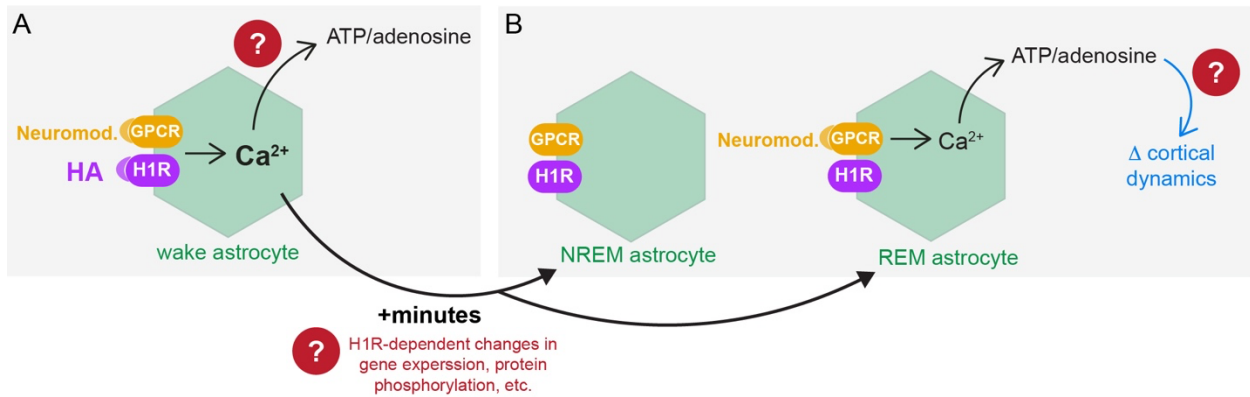 A
?
ATP/adenosine
Neuromod.
GPCR
HA
H1R
Ca²⁺
wake astrocyte
B
GPCR
H1R
NREM astrocyte
Neuromod.
GPCR
H1R
Ca²⁺
ATP/adenosine
?
Δ cortical
dynamics
REM astrocyte
+minutes
?
H1R-dependent changes in
gene experssion, protein
phosphorylation, etc.